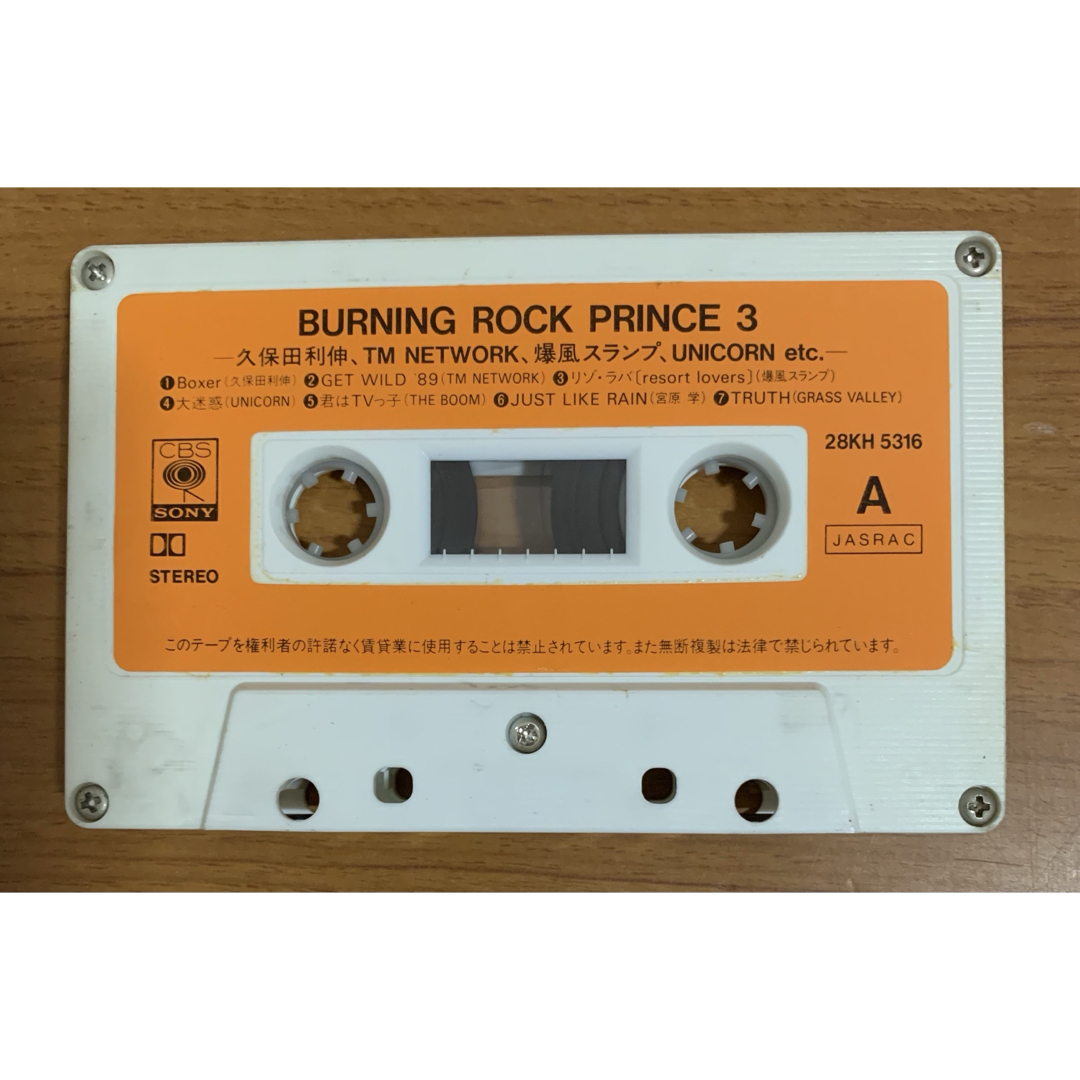 BURNING ROCK PRINCE 3
—久保田利伸、TM NETWORK、爆風スランプ、UNICORN etc.—
❶Boxer(久保田利伸) ❷GET WILD '89(TM NETWORK) ❸リゾ・ラバ〔resort lovers〕(爆風スランプ)
❹大迷惑(UNICORN) ❺君はTVっ子(THE BOOM) ❻JUST LIKE RAIN(宮原 学) ❼TRUTH(GRASS VALLEY)
CBS
SONY
STEREO
28KH 5316
A
JASRAC
このテープを権利者の許諾なく賃貸業に使用することは禁止されています。また無断複製は法律で禁じられています。